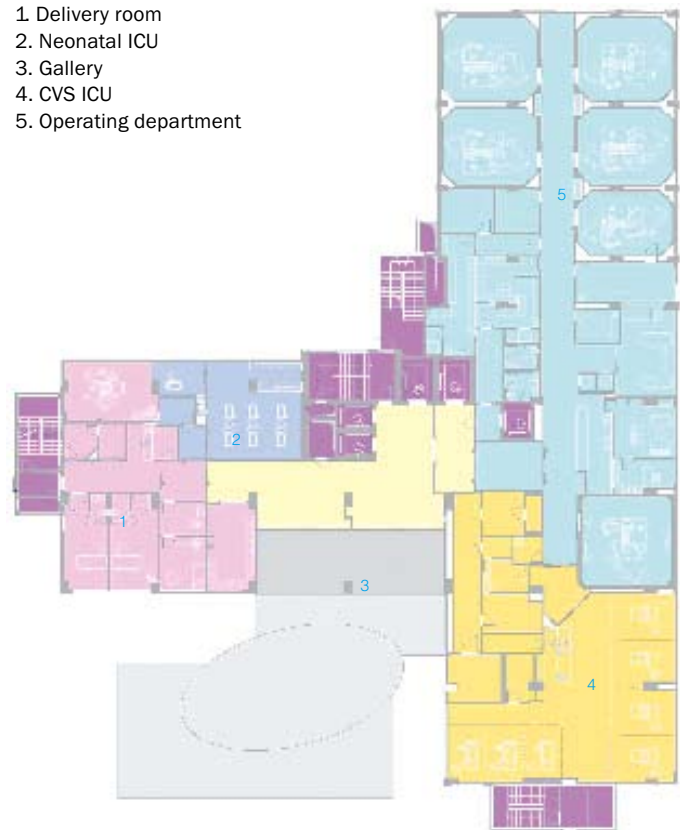 1 Delivery room
2. Neonatal ICU
3. Gallery
4. CVS ICU
5. Operating department
5
2
1
3
4